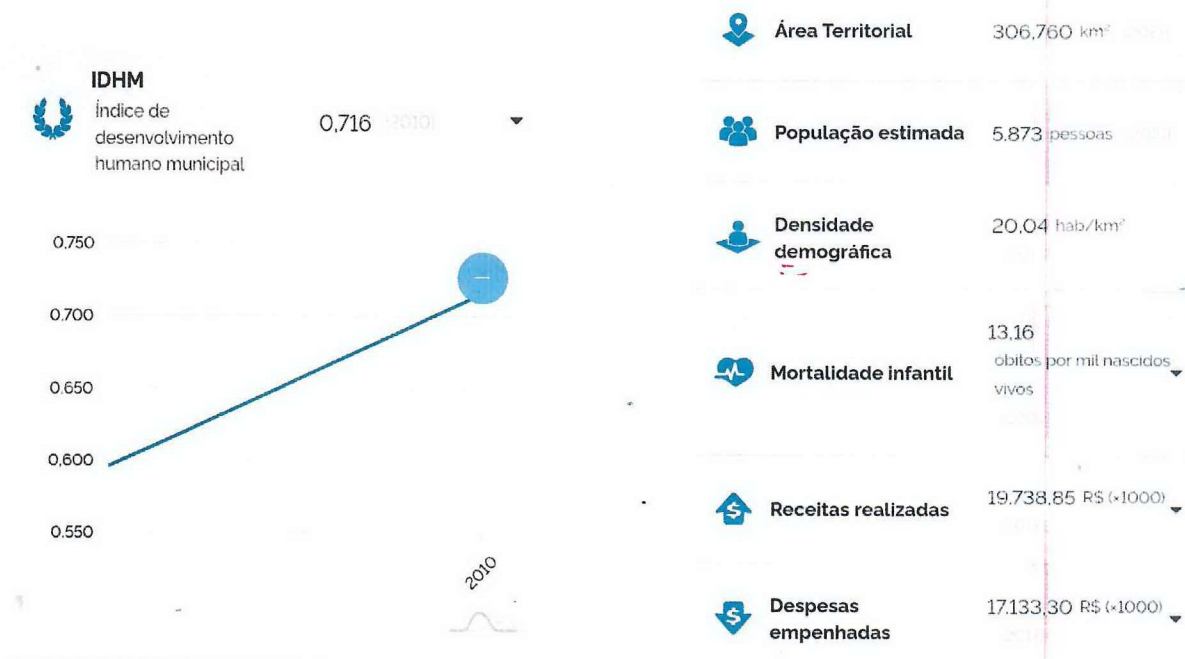 IDHM
Índice de
desenvolvimento
humano municipal
0,716 [2010]
0,750
0,700
0,650
0,600
0,550
2010
Área Territorial
306,760 km²
População estimada
5.873 pessoas
Densidade
demográfica
20,04 hab/km²
Mortalidade infantil
13,16
óbitos por mil nascidos
vivos
Receitas realizadas
19.738,85 R$ (×1000)
Despesas
empenhadas
17.133,30 R$ (×1000)